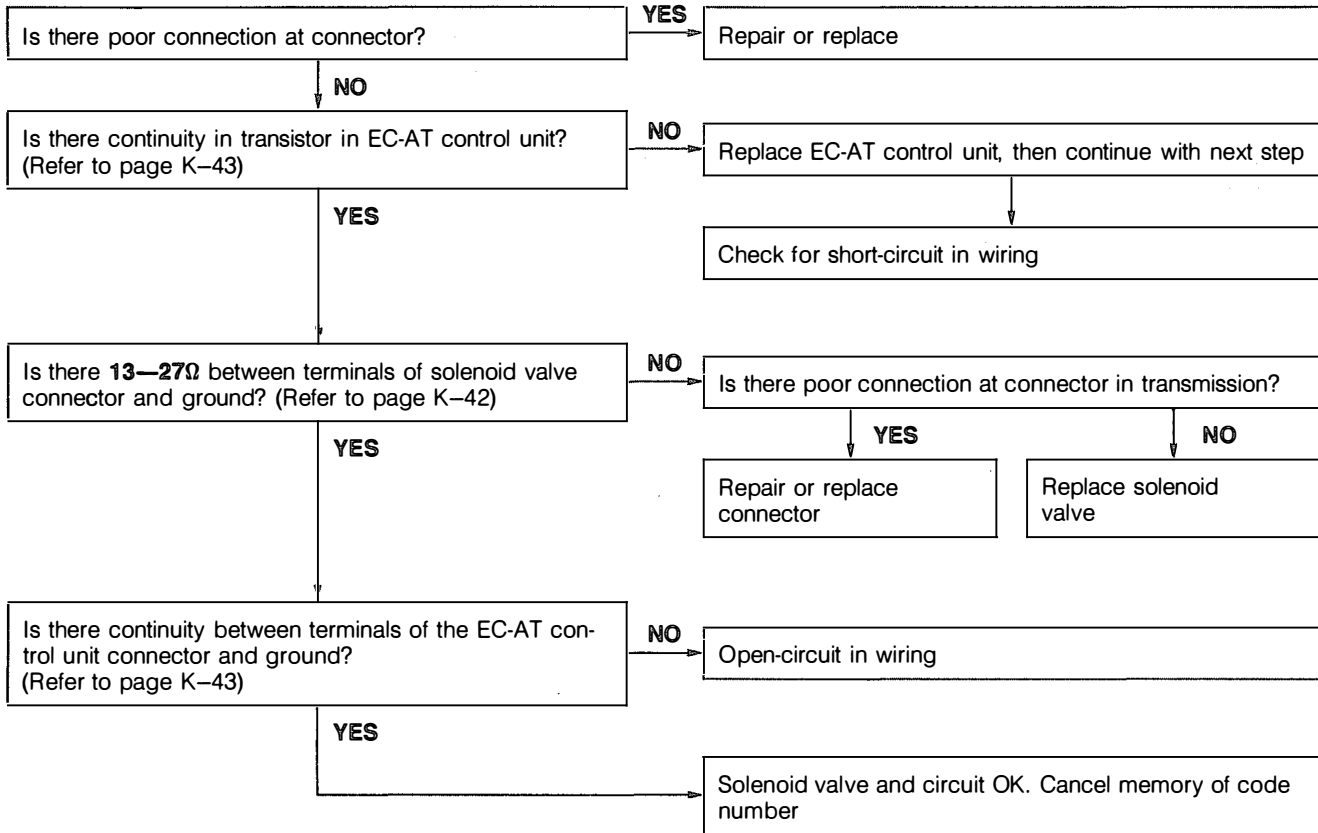 Is there poor connection at connector?
YES
Repair or replace
NO
Is there continuity in transistor in EC-AT control unit?
(Refer to page K–43)
NO
Replace EC-AT control unit, then continue with next step
YES
Check for short-circuit in wiring
Is there 13—27Ω between terminals of solenoid valve
connector and ground? (Refer to page K–42)
NO
Is there poor connection at connector in transmission?
YES
YES
NO
Repair or replace
connector
Replace solenoid
valve
Is there continuity between terminals of the EC-AT con-
trol unit connector and ground?
(Refer to page K–43)
NO
Open-circuit in wiring
YES
Solenoid valve and circuit OK. Cancel memory of code
number